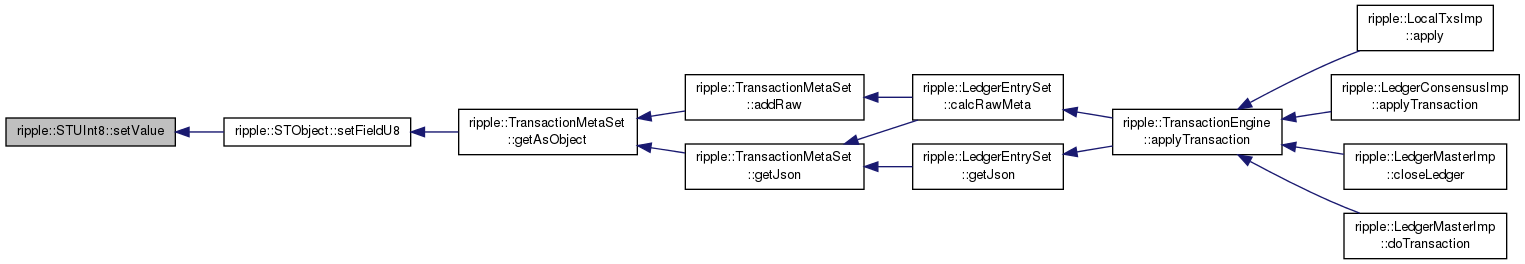 ripple::STUInt8::setValue
ripple::STObject::setFieldU8
ripple::TransactionMetaSet
::getAsObject
ripple::TransactionMetaSet
::addRaw
ripple::TransactionMetaSet
::getJson
ripple::LedgerEntrySet
::calcRawMeta
ripple::LedgerEntrySet
::getJson
ripple::TransactionEngine
::applyTransaction
ripple::LocalTxsImp
::apply
ripple::LedgerConsensusImp
::applyTransaction
ripple::LedgerMasterImp
::closeLedger
ripple::LedgerMasterImp
::doTransaction